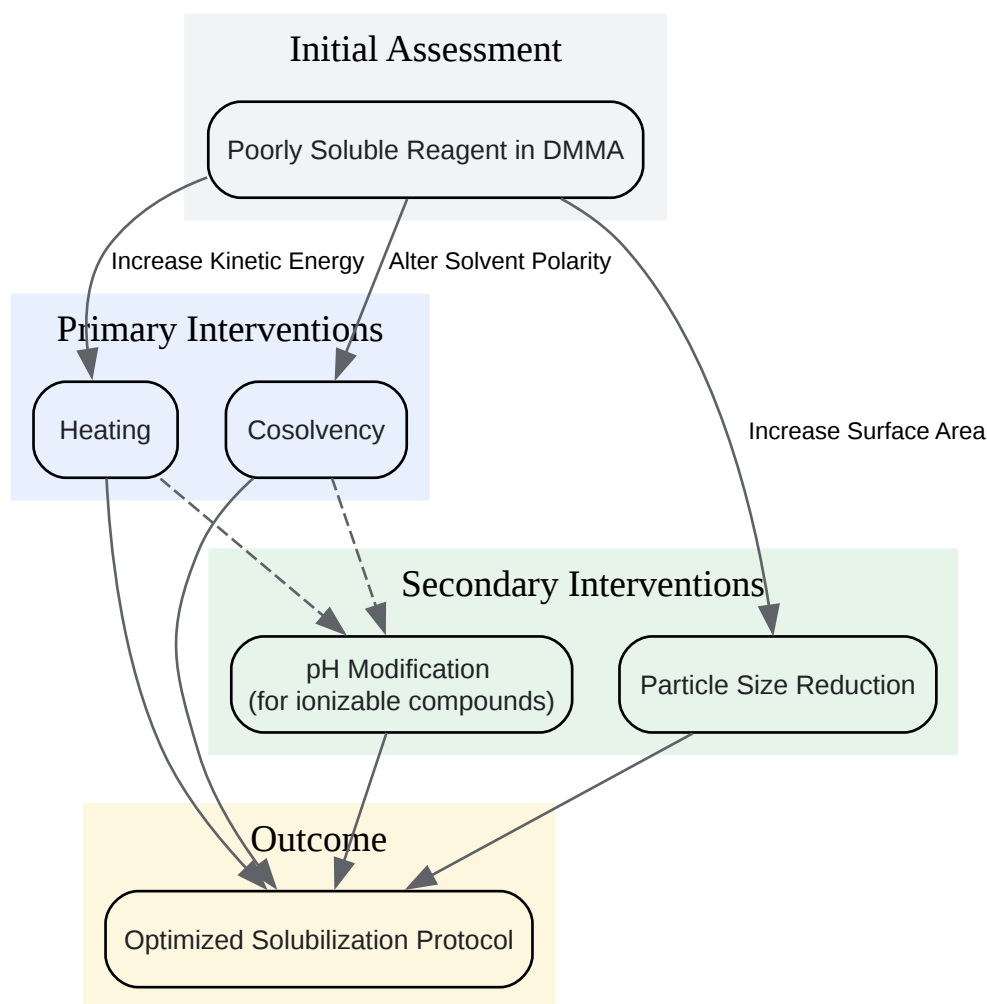 Initial Assessment
Poorly Soluble Reagent in DMMA
Increase Kinetic Energy
Alter Solvent Polarity
Primary Interventions
Heating
Cosolvency
Increase Surface Area
Secondary Interventions
pH Modification
(for ionizable compounds)
Particle Size Reduction
Outcome
Optimized Solubilization Protocol